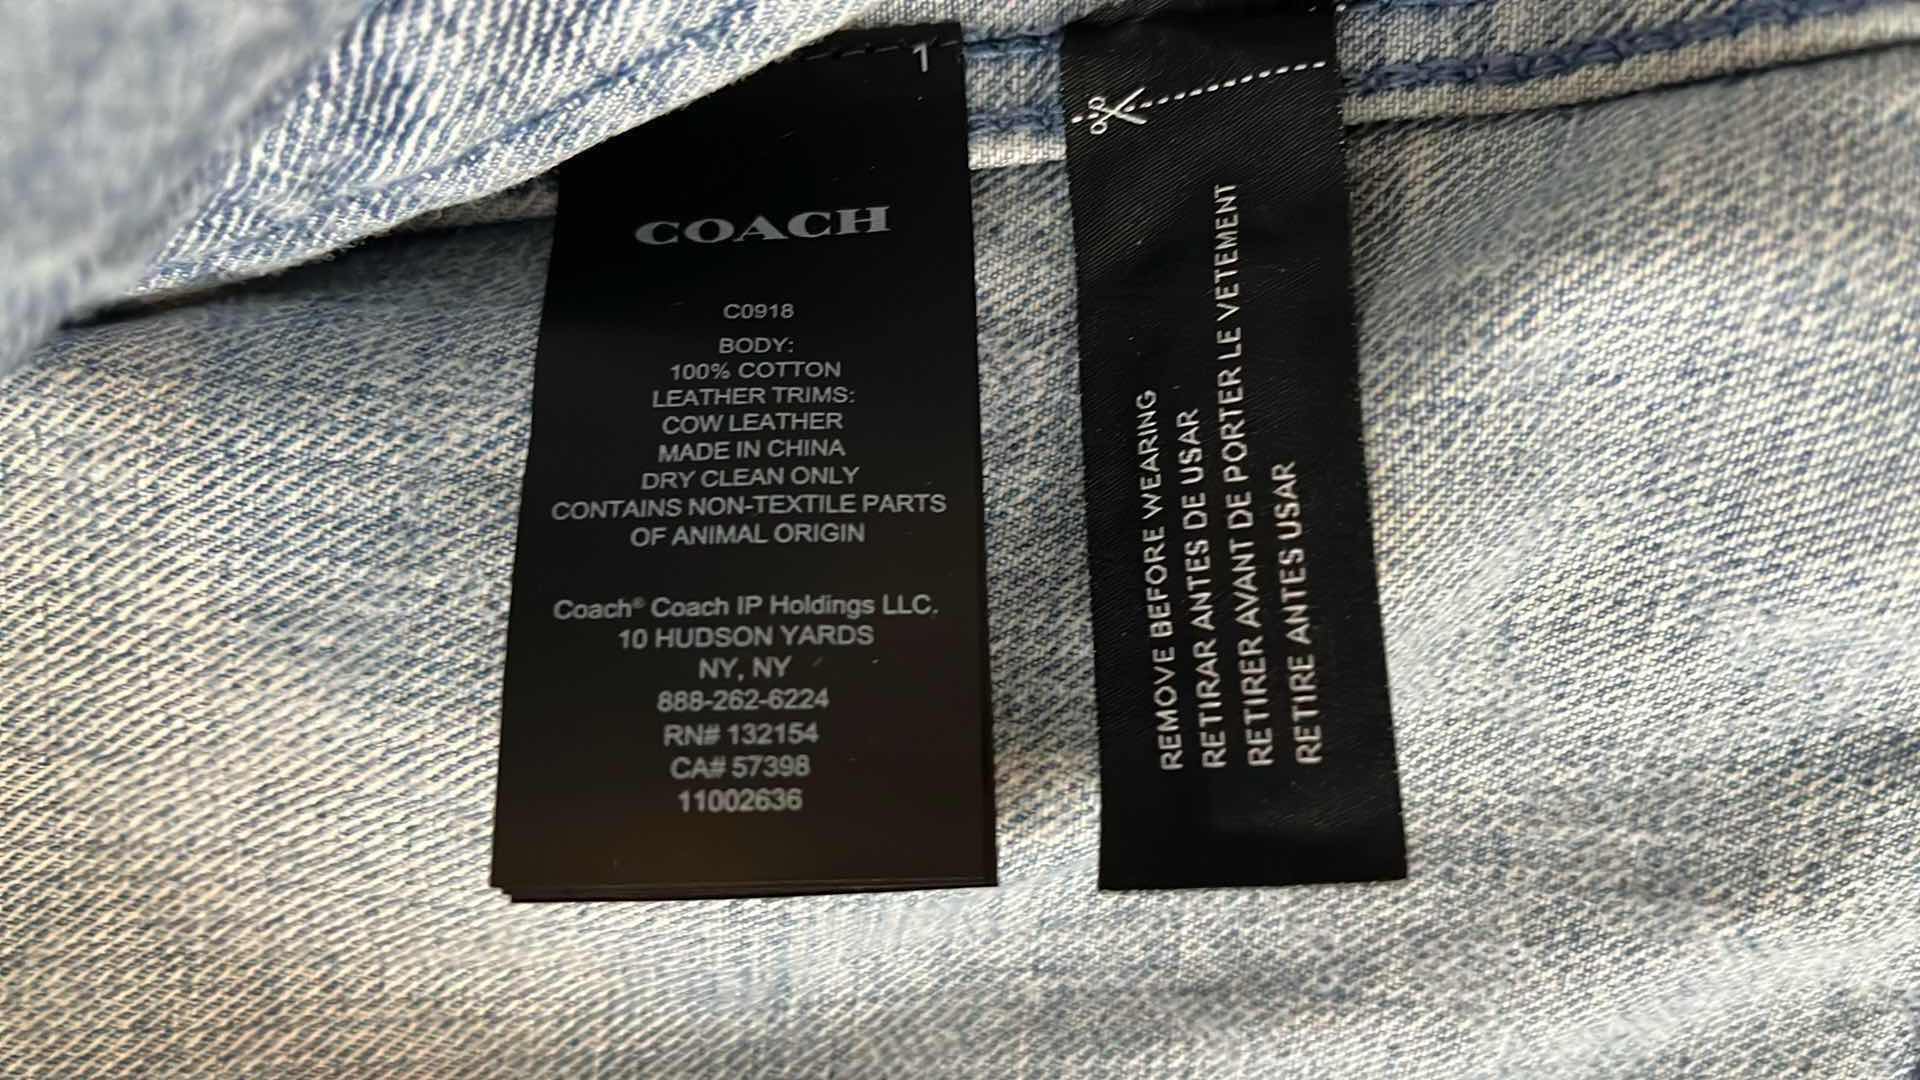 1
COACH
C0918
BODY:
100% COTTON
LEATHER TRIMS:
COW LEATHER
MADE IN CHINA
DRY CLEAN ONLY
CONTAINS NON-TEXTILE PARTS
OF ANIMAL ORIGIN
Coach® Coach IP Holdings LLC.
10 HUDSON YARDS
NY, NY
888-262-6224
RN# 132154
CA# 57398
11002636
REMOVE BEFORE WEARING
RETIRAR ANTES DE USAR
RETIRER AVANT DE PORTER LE VETEMENT
RETIRE ANTES USAR